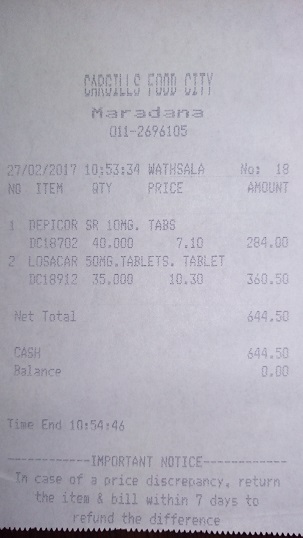 CARGILLS FOOD CITY
Maradana
011-2696105
27/02/2017 10:53:34 WATHSALA No: 18
NO ITEM QTY PRICE AMOUNT
1 DEPICOR SR 10MG. TABS
DC18702 40.000 7.10 284.00
2 LOSACAR 50MG.TABLETS. TABLET
DC18912 35.000 10.30 360.50
Net Total 644.50
CASH 644.50
Balance 0.00
Time End 10:54:46
------------IMPORTANT NOTICE------------
In case of a price discrepancy, return
the item & bill within 7 days to
refund the difference